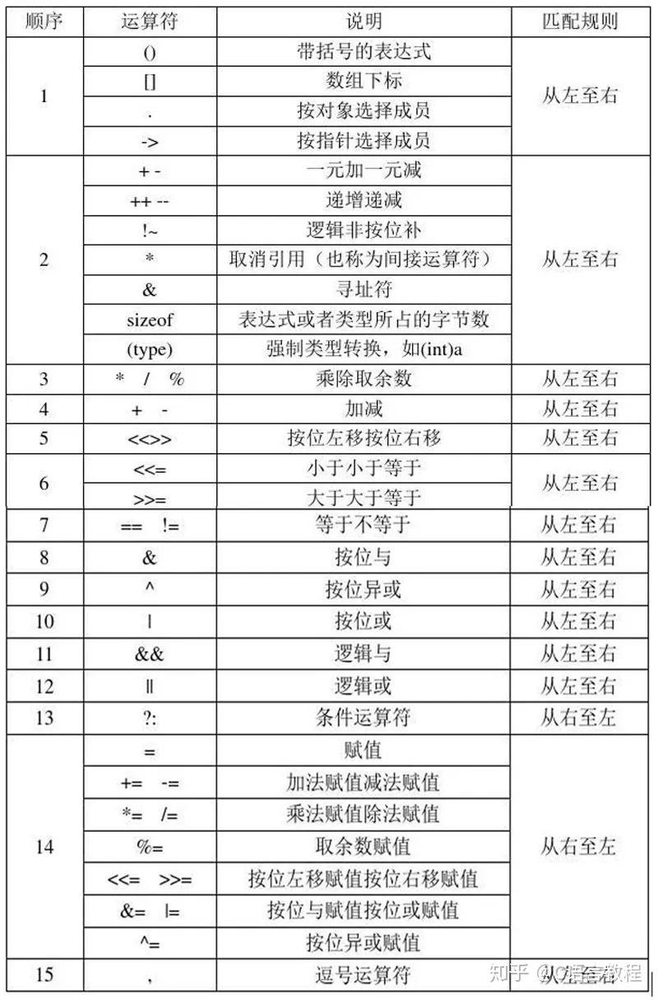 顺序 运算符 说明 匹配规则
1 () 带括号的表达式 从左至右
[] 数组下标
. 按对象选择成员
-> 按指针选择成员
2 + - 一元加一元减 从左至右
++ -- 递增递减
!~ 逻辑非按位补
* 取消引用（也称为间接运算符）
& 寻址符
sizeof 表达式或者类型所占的字节数
(type) 强制类型转换，如(int)a
3 * / % 乘除取余数 从左至右
4 + - 加减 从左至右
5 <<>> 按位左移按位右移 从左至右
6 <<= 小于小于等于 从左至右
>>= 大于大于等于
7 == != 等于不等于 从左至右
8 & 按位与 从左至右
9 ^ 按位异或 从左至右
10 | 按位或 从左至右
11 && 逻辑与 从左至右
12 || 逻辑或 从左至右
13 ?: 条件运算符 从右至左
14 = 赋值 从右至左
+= -= 加法赋值减法赋值
*= /= 乘法赋值除法赋值
%= 取余数赋值
<<= >>= 按位左移赋值按位右移赋值
&= |= 按位与赋值按位或赋值
^= 按位异或赋值
15 , 逗号运算符 从左至右
知乎 @C语言教程